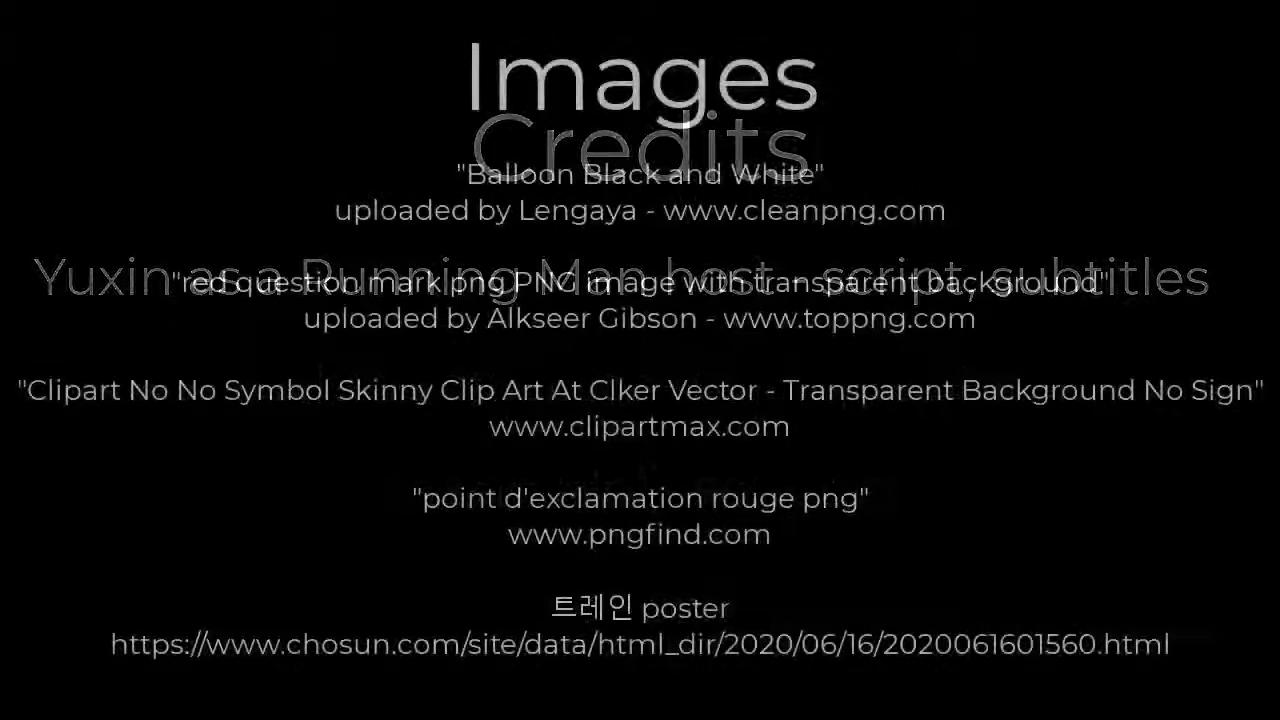 Images
Credits
"Balloon Black and White"
uploaded by Lengaya - www.cleanpng.com
Yuxin as a Running Man host - script, subtitles
"red question mark png PNG image with transparent background"
uploaded by Alkseer Gibson - www.toppng.com
"Clipart No No Symbol Skinny Clip Art At Clker Vector - Transparent Background No Sign"
www.clipartmax.com
"point d'exclamation rouge png"
www.pngfind.com
트레인 poster
https://www.chosun.com/site/data/html_dir/2020/06/16/2020061601560.html